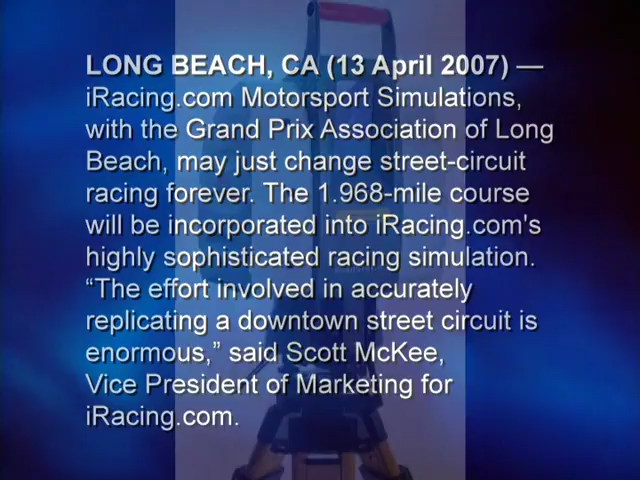 LONG BEACH, CA (13 April 2007) —
iRacing.com Motorsport Simulations,
with the Grand Prix Association of Long
Beach, may just change street-circuit
racing forever. The 1.968-mile course
will be incorporated into iRacing.com's
highly sophisticated racing simulation.
“The effort involved in accurately
replicating a downtown street circuit is
enormous,” said Scott McKee,
Vice President of Marketing for
iRacing.com.